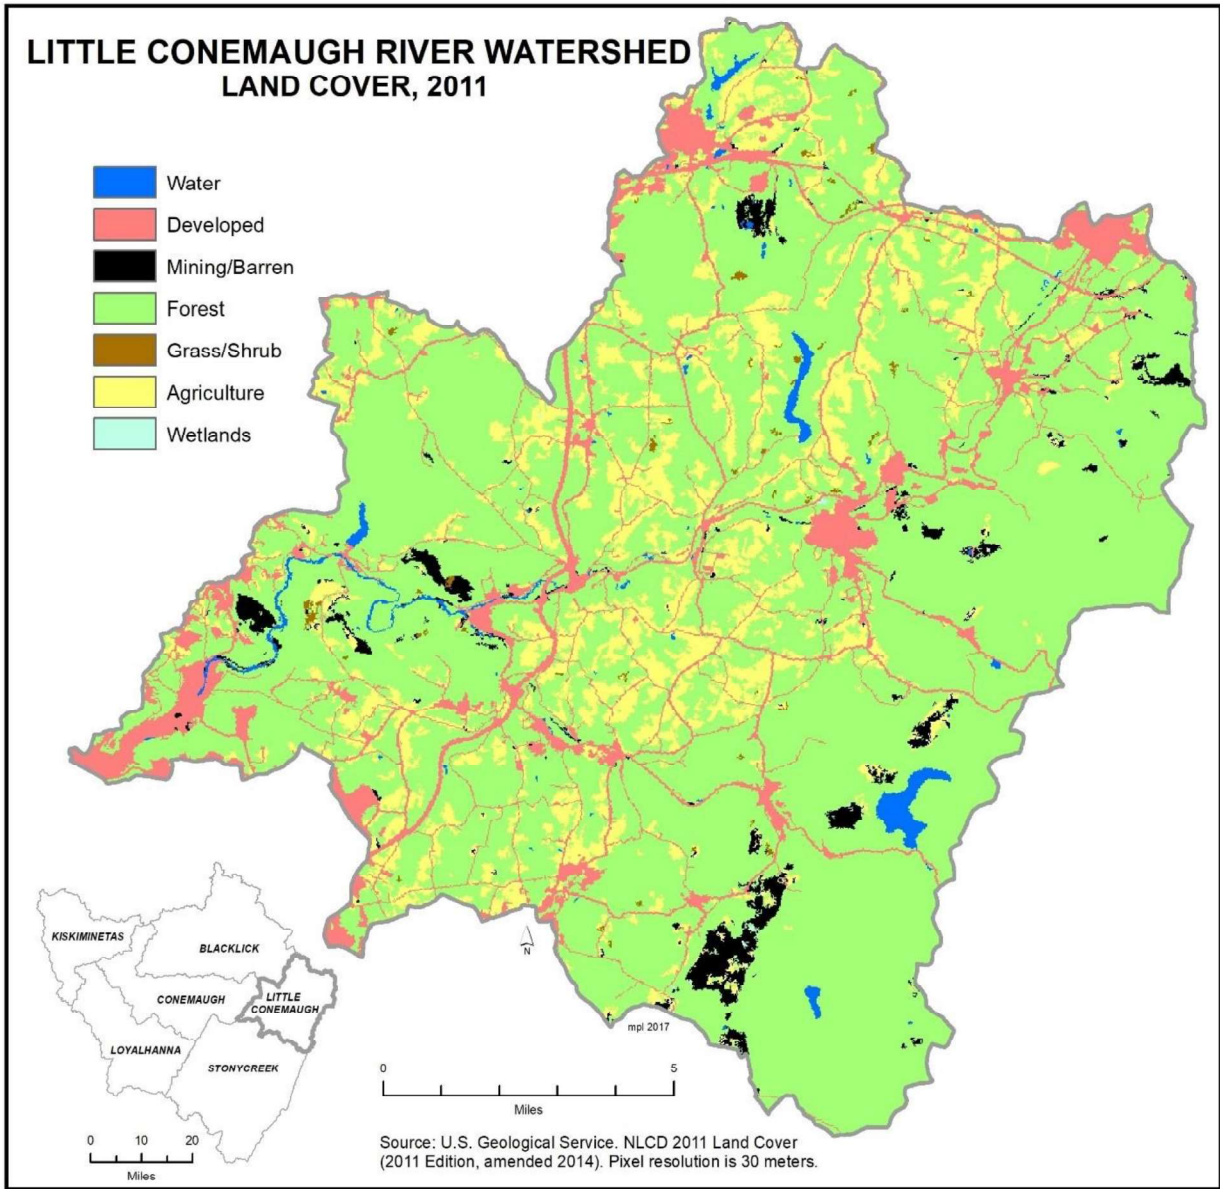 LITTLE CONEMAUGH RIVER WATERSHED
LAND COVER, 2011
Water
Developed
Mining/Barren
Forest
Grass/Shrub
Agriculture
Wetlands
KISKIMINETAS
BLACKLICK
CONEMAUGH
LITTLE
CONEMAUGH
LOYALHANNA
STONYCREEK
0 10 20
Miles
N
mpl 2017
0 5
Miles
Source: U.S. Geological Service. NLCD 2011 Land Cover
(2011 Edition, amended 2014). Pixel resolution is 30 meters.